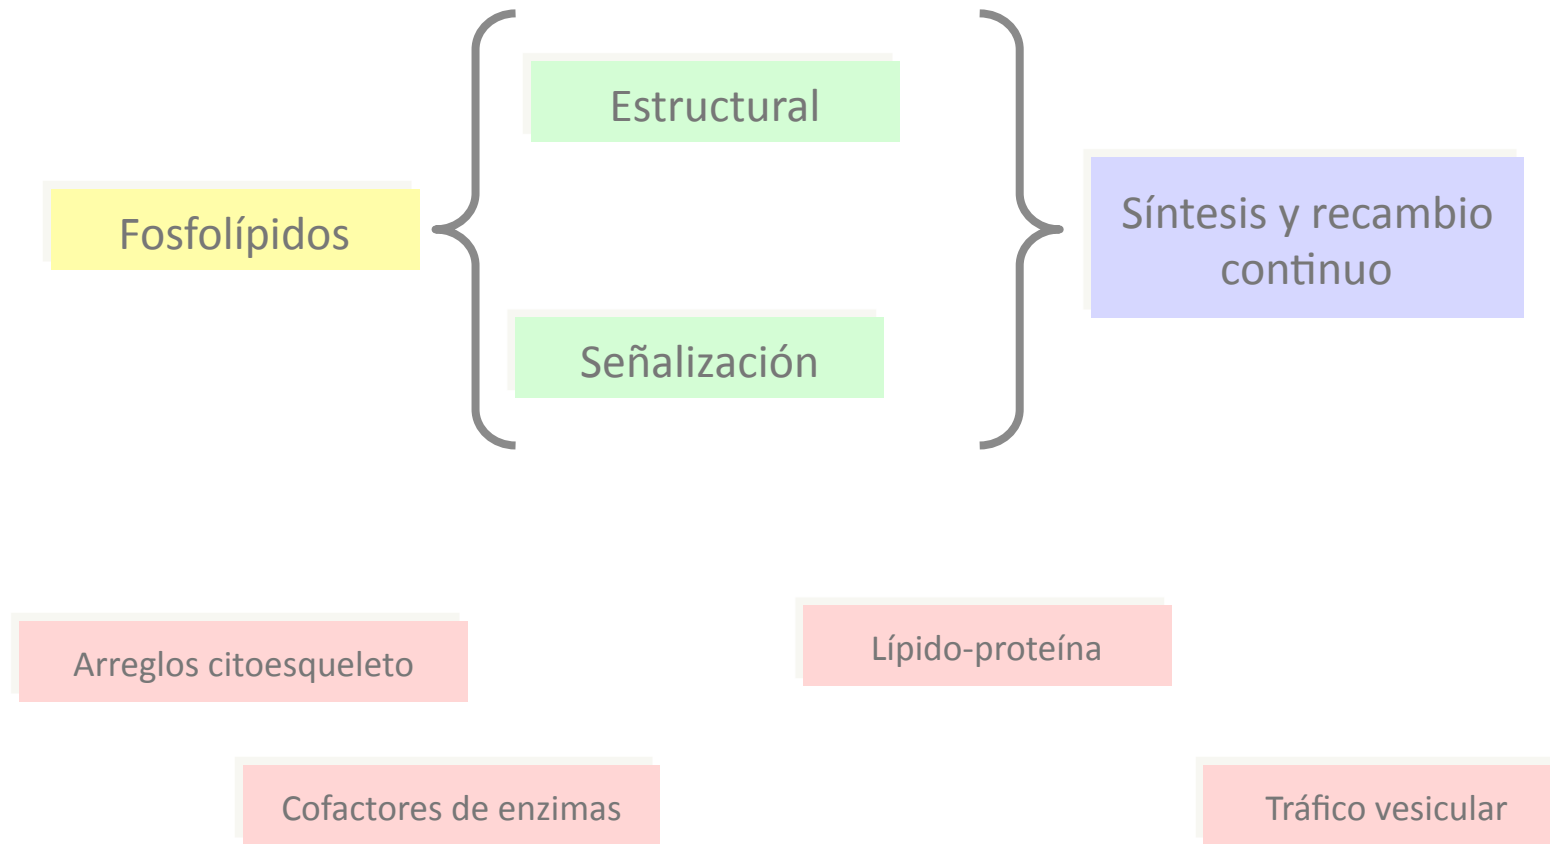 Estructural
Fosfolípidos
Síntesis y recambio
continuo
Señalización
Arreglos citoesqueleto
Lípido-proteína
Cofactores de enzimas
Tráfico vesicular